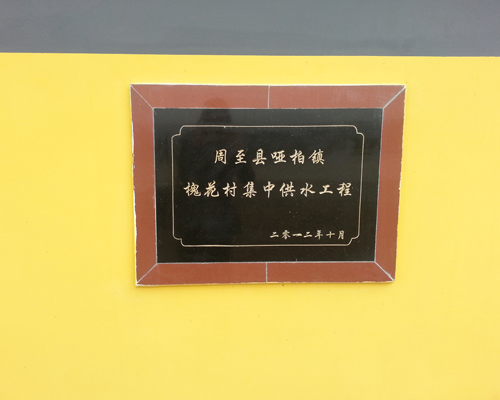 周至县哑柏镇
槐花村集中供水工程
二零一二年十月